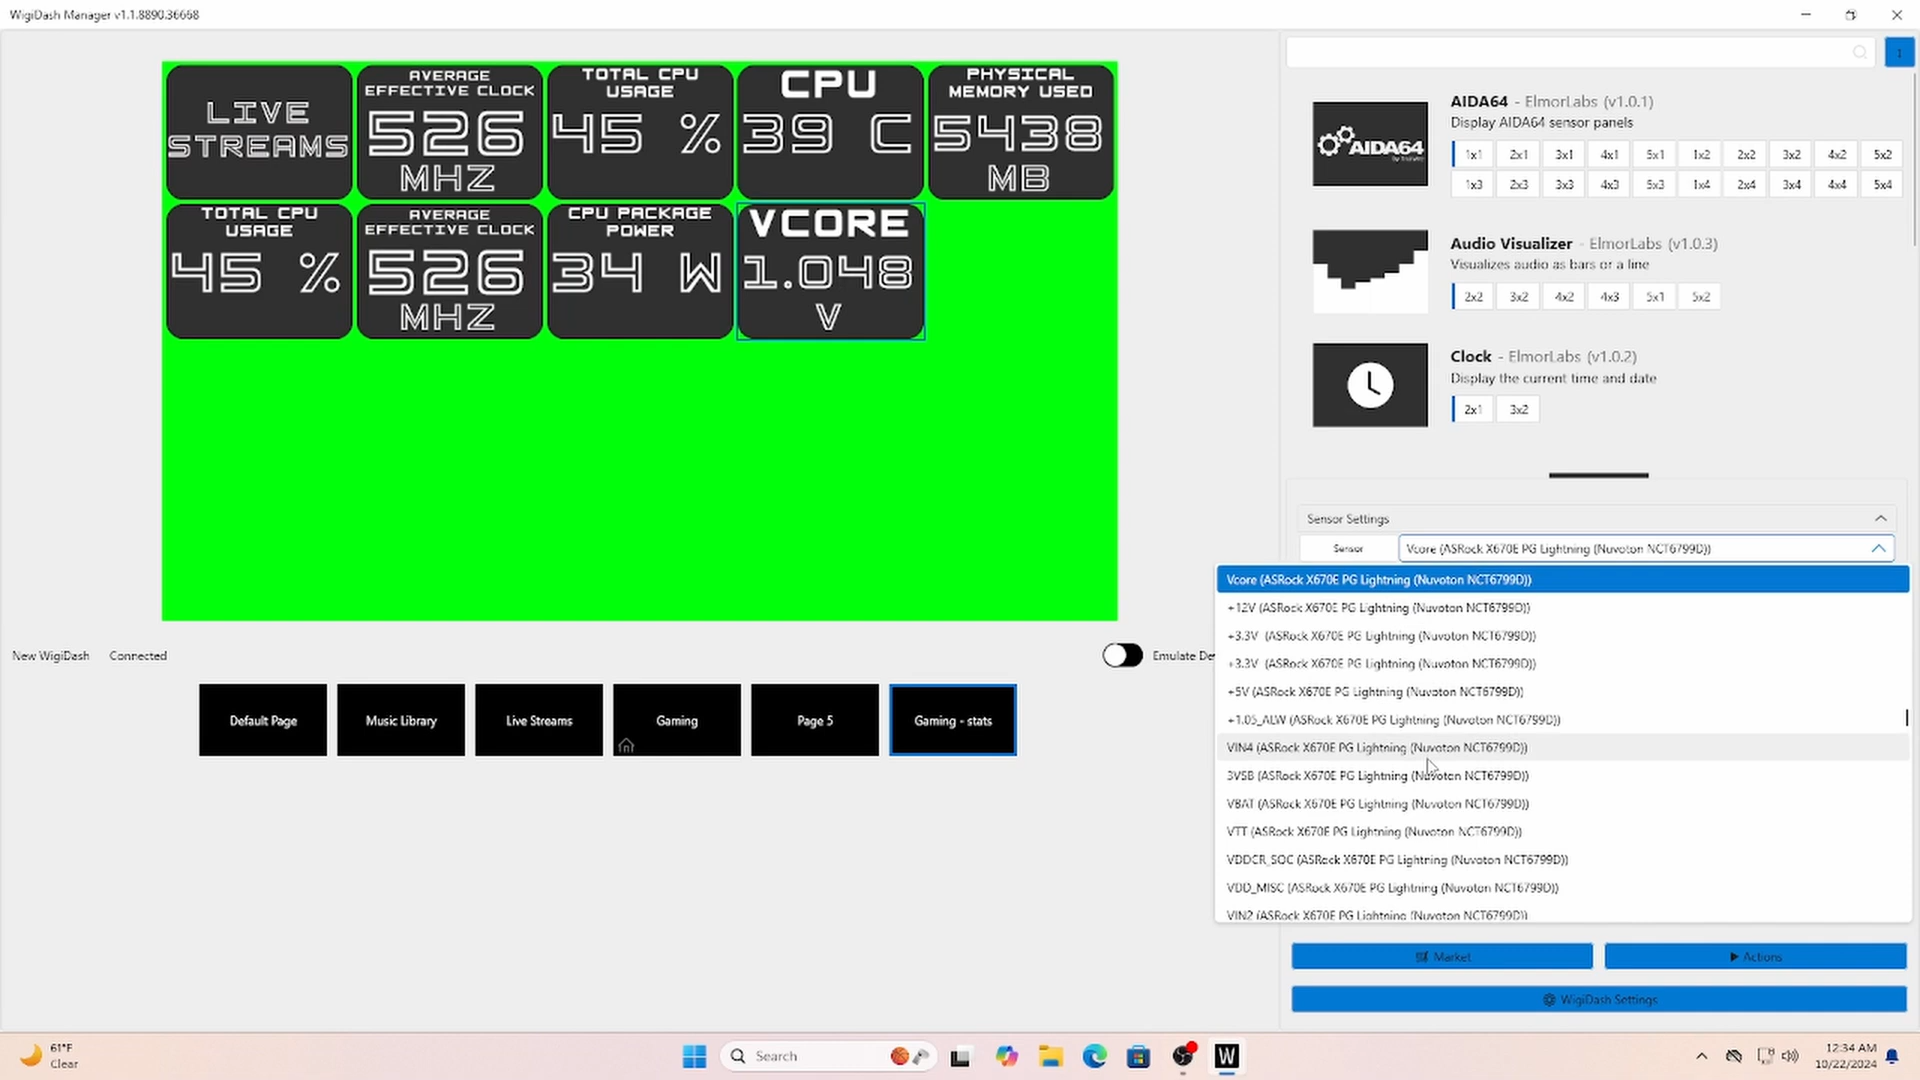 WigiDash Manager v1.1.8890.36668
LIVE
STREAMS
AVERAGE
EFFECTIVE CLOCK
526
MHZ
TOTAL CPU
USAGE
45 %
CPU
39 C
PHYSICAL
MEMORY USED
5438
MB
TOTAL CPU
USAGE
45 %
AVERAGE
EFFECTIVE CLOCK
526
MHZ
CPU PACKAGE
POWER
34 W
VCORE
1.048
V
New WigiDash Connected
Emulate De
Default Page
Music Library
Live Streams
Gaming
Page 5
Gaming - stats
AIDA64
AIDA64 - ElmorLabs (v1.0.1)
Display AIDA64 sensor panels
1x1 2x1 3x1 4x1 5x1 1x2 2x2 3x2 4x2 5x2
1x3 2x3 3x3 4x3 5x3 1x4 2x4 3x4 4x4 5x4
Audio Visualizer - ElmorLabs (v1.0.3)
Visualizes audio as bars or a line
2x2 3x2 4x2 4x3 5x1 5x2
Clock - ElmorLabs (v1.0.2)
Display the current time and date
2x1 3x2
Sensor Settings
Sensor Vcore (ASRock X670E PG Lightning (Nuvoton NCT6799D))
Vcore (ASRock X670E PG Lightning (Nuvoton NCT6799D))
+12V (ASRock X670E PG Lightning (Nuvoton NCT6799D))
+3.3V (ASRock X670E PG Lightning (Nuvoton NCT6799D))
+3.3V (ASRock X670E PG Lightning (Nuvoton NCT6799D))
+5V (ASRock X670E PG Lightning (Nuvoton NCT6799D))
+1.05_ALW (ASRock X670E PG Lightning (Nuvoton NCT6799D))
VIN4 (ASRock X670E PG Lightning (Nuvoton NCT6799D))
3VSB (ASRock X670E PG Lightning (Nuvoton NCT6799D))
VBAT (ASRock X670E PG Lightning (Nuvoton NCT6799D))
VTT (ASRock X670E PG Lightning (Nuvoton NCT6799D))
VDDCR_SOC (ASRock X670E PG Lightning (Nuvoton NCT6799D))
VDD_MISC (ASRock X670E PG Lightning (Nuvoton NCT6799D))
VIN2 (ASRock X670E PG Lightning (Nuvoton NCT6799D))
Market
Actions
WigiDash Settings
61°F
Clear
Search
W
12:34 AM
10/22/2024